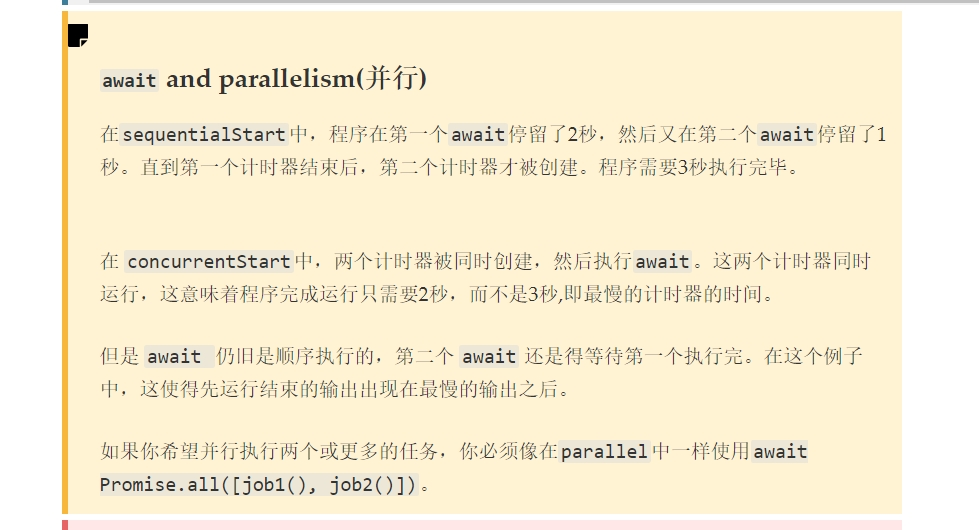 await and parallelism(并行)
在sequentialStart中，程序在第一个await停留了2秒，然后又在第二个await停留了1
秒。直到第一个计时器结束后，第二个计时器才被创建。程序需要3秒执行完毕。
在 concurrentStart中，两个计时器被同时创建，然后执行await。这两个计时器同时
运行，这意味着程序完成运行只需要2秒，而不是3秒,即最慢的计时器的时间。
但是 await 仍旧是顺序执行的，第二个 await 还是得等待第一个执行完。在这个例子
中，这使得先运行结束的输出出现在最慢的输出之后。
如果你希望并行执行两个或更多的任务，你必须像在parallel中一样使用await
Promise.all([job1(), job2()])。